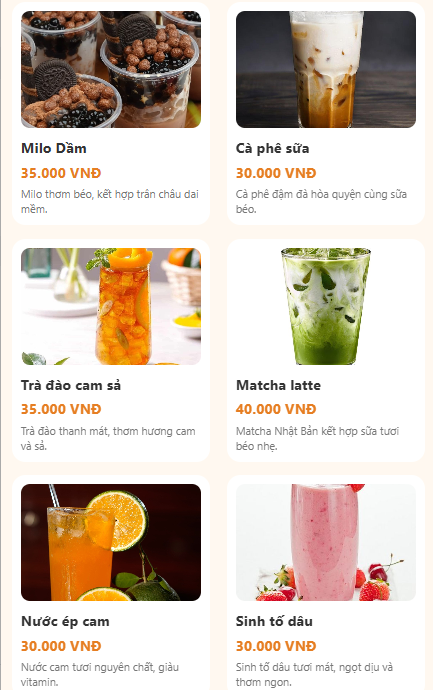 Milo Dầm
35.000 VNĐ
Milo thơm béo, kết hợp trân châu dai
mềm.
Cà phê sữa
30.000 VNĐ
Cà phê đậm đà hòa quyện cùng sữa
béo.
Trà đào cam sả
35.000 VNĐ
Trà đào thanh mát, thơm hương cam
và sả.
Matcha latte
40.000 VNĐ
Matcha Nhật Bản kết hợp sữa tươi
béo nhẹ.
Nước ép cam
30.000 VNĐ
Nước cam tươi nguyên chất, giàu
vitamin.
Sinh tố dâu
30.000 VNĐ
Sinh tố dâu tươi mát, ngọt dịu và
thơm ngon.